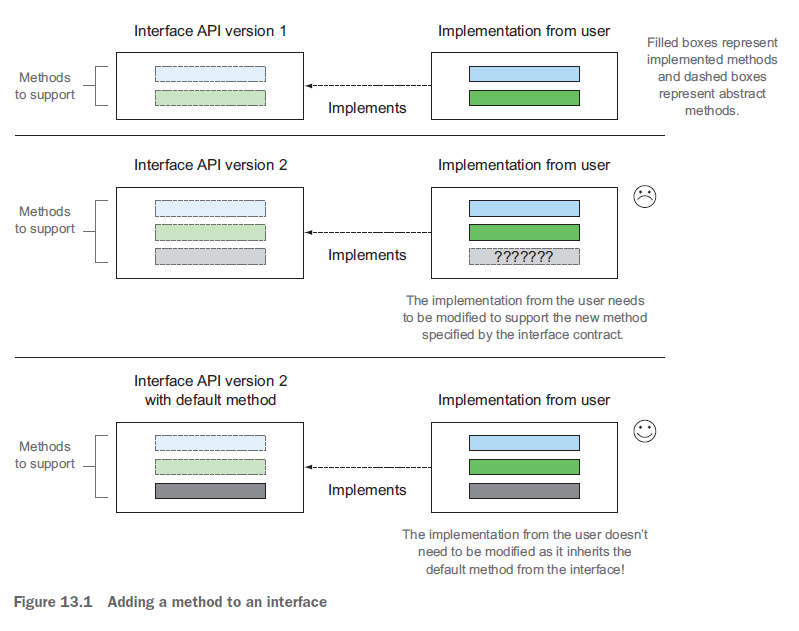 Interface API version 1
Implementation from user
Filled boxes represent
implemented methods
and dashed boxes
represent abstract
methods.
Methods
to support
Implements
Interface API version 2
Implementation from user
Methods
to support
Implements
???????
The implementation from the user needs
to be modified to support the new method
specified by the interface contract.
Interface API version 2
with default method
Implementation from user
Methods
to support
Implements
The implementation from the user doesn't
need to be modified as it inherits the
default method from the interface!
Figure 13.1 Adding a method to an interface